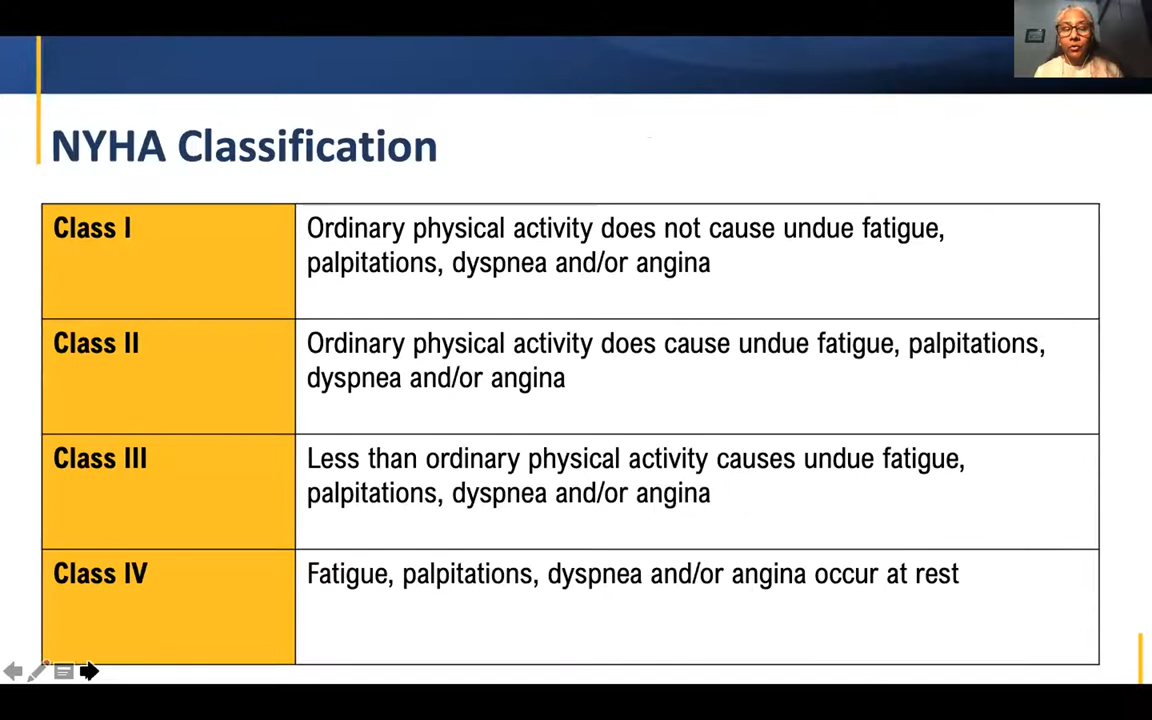 NYHA Classification
Class I
Ordinary physical activity does not cause undue fatigue,
palpitations, dyspnea and/or angina
Class II
Ordinary physical activity does cause undue fatigue, palpitations,
dyspnea and/or angina
Class III
Less than ordinary physical activity causes undue fatigue,
palpitations, dyspnea and/or angina
Class IV
Fatigue, palpitations, dyspnea and/or angina occur at rest